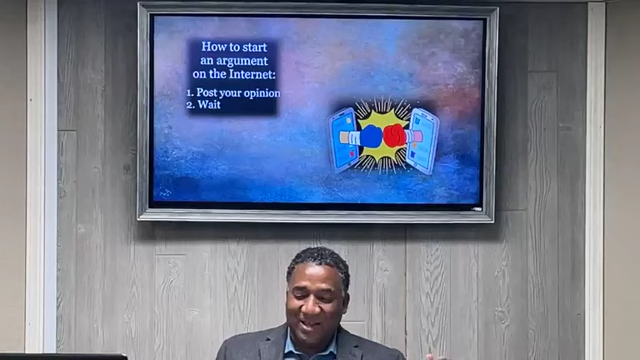 How to start
an argument
on the Internet:
1. Post your opinion
2. Wait